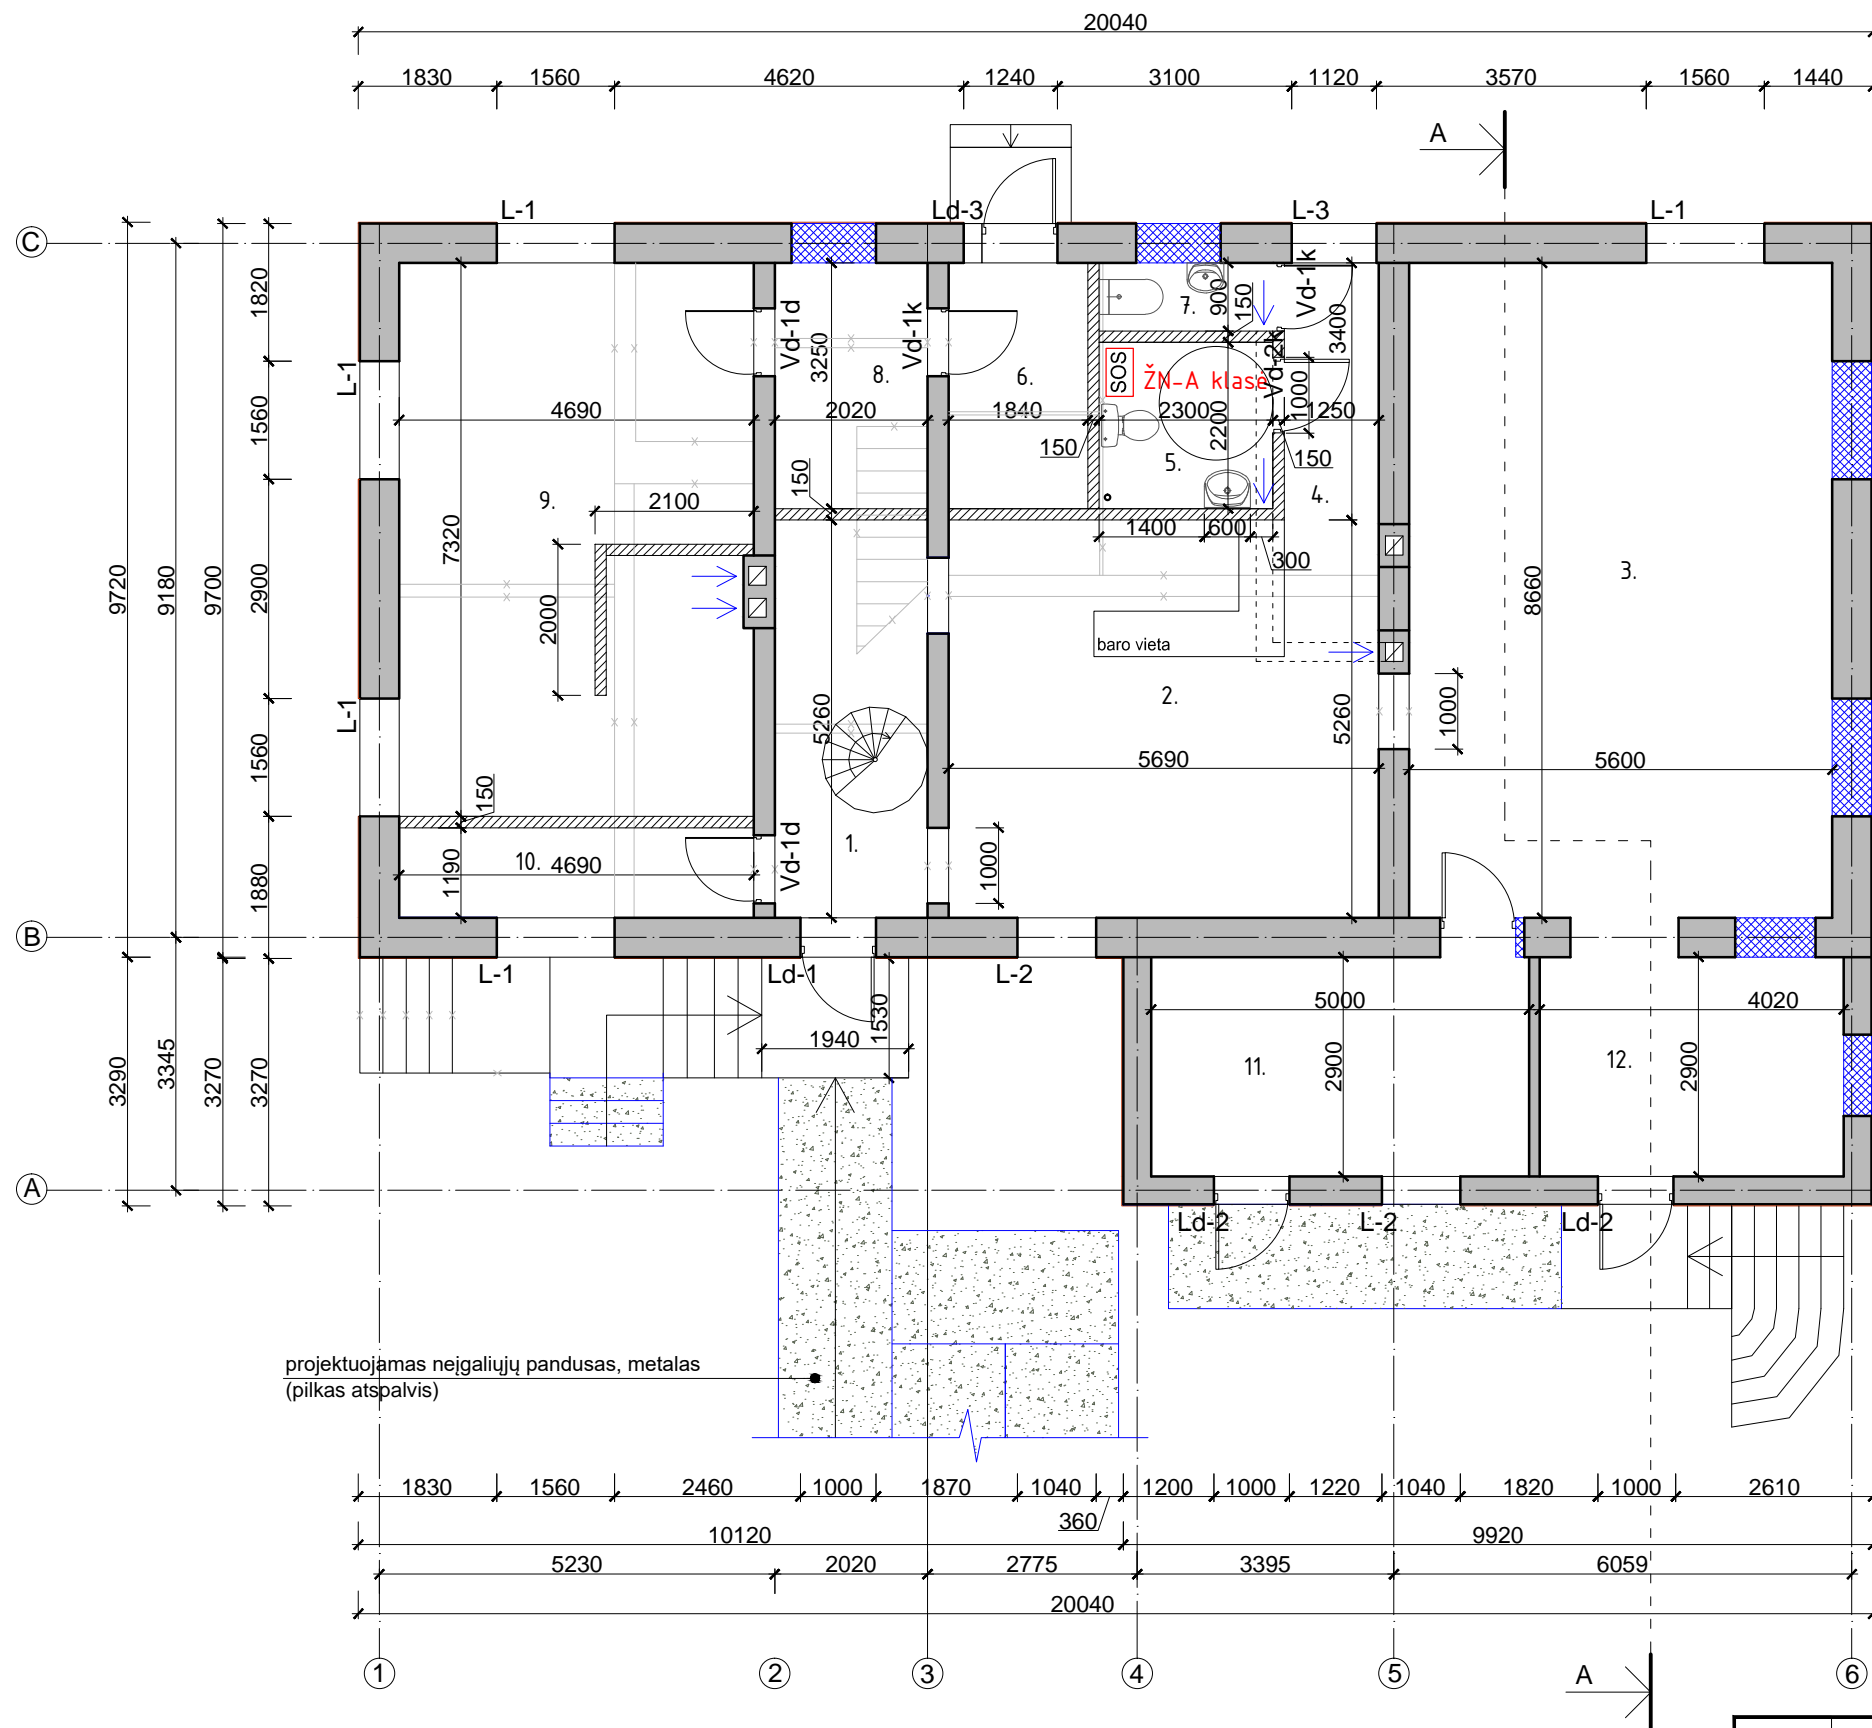 20040
1830 1560 4620 1240 3100 1120 3570 1560 1440
A
L-1 Ld-3 L-3 L-1
C
9720 9180 9700 1820 1560 2900 1560 1880
L-1
L-1
Vd-1d 3250 8. Vd-1k 6. 7. 900 150 Vd-1k 3400
SOS ŽN-A klasė Vd-2k 1000
4690 2020 1840 2300 1250
2200
150 150 150
9. 2100 5. 4.
1400 600 300
7320 2000 3. 8660
baro vieta
2. 5260 5260 1000
5690 5600
150
1190 10. 4690 Vd-1d 1. 1000
B
L-1 Ld-1 L-2
3290 3345 3270 3270
1940 1530
5000 4020
11. 2900 12. 2900
A
Ld-2 L-2 Ld-2
projektuojamas neįgaliųjų pandusas, metalas
(pilkas atspalvis)
1830 1560 2460 1000 1870 1040 1200 1000 1220 1040 1820 1000 2610
360
10120 9920
5230 2020 2775 3395 6059
20040
1 2 3 4 5 6
A